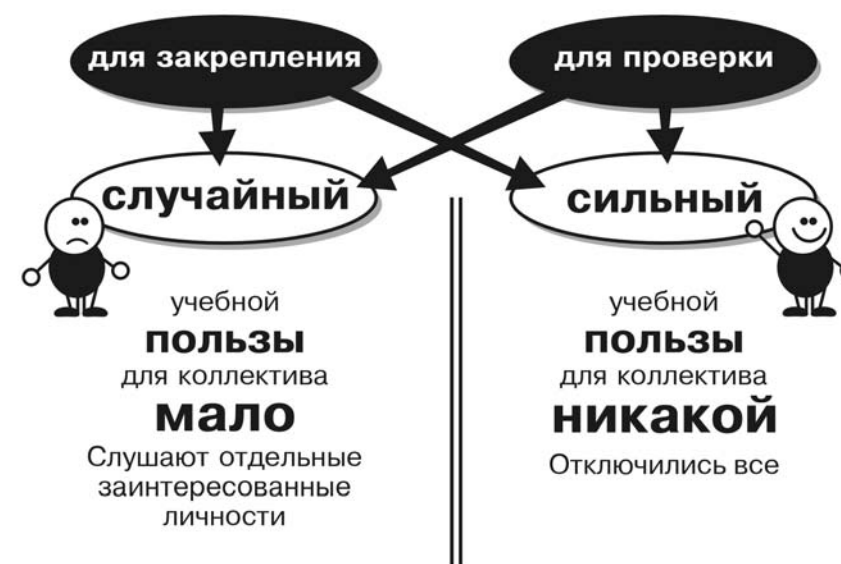 для закрепления
для проверки
случайный
сильный
учебной
пользы
для коллектива
мало
Слушают отдельные
заинтересованные
личности
учебной
пользы
для коллектива
никакой
Отключились все